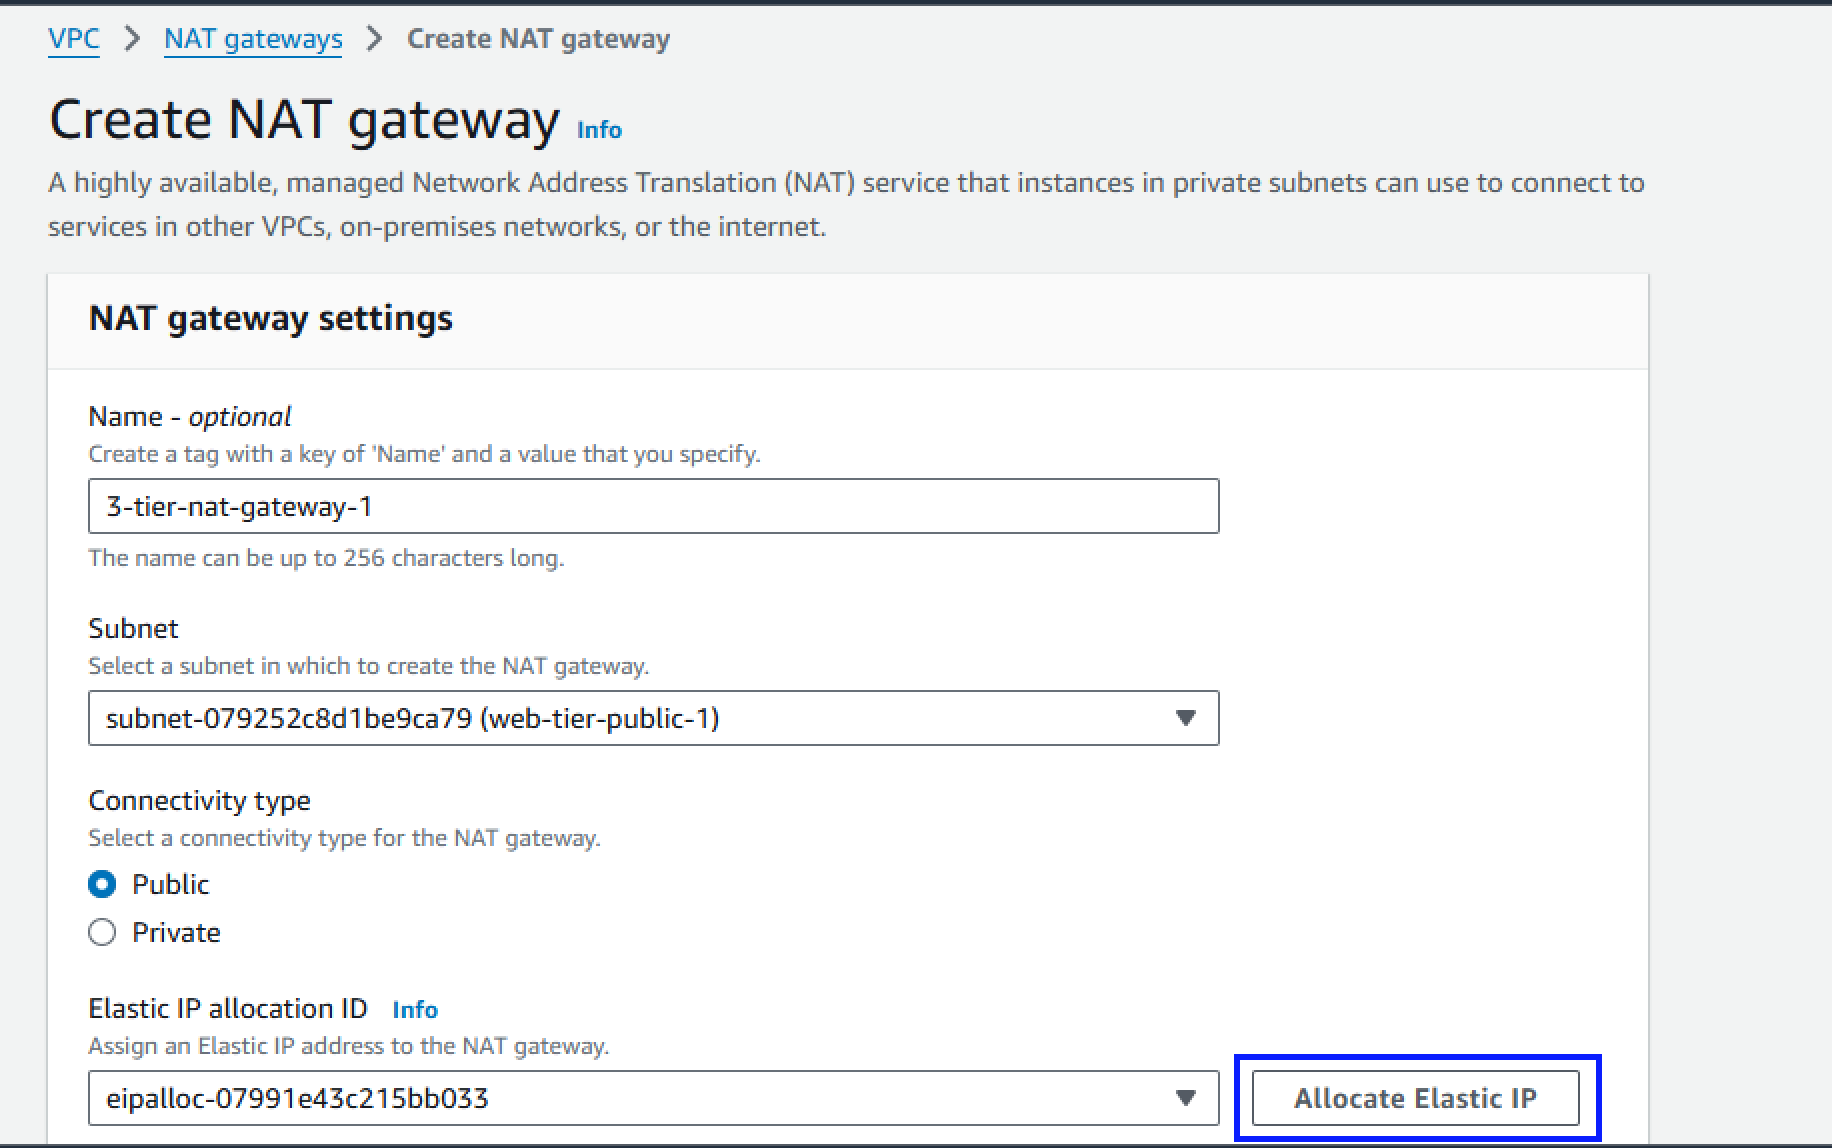 VPC > NAT gateways > Create NAT gateway
Create NAT gateway Info
A highly available, managed Network Address Translation (NAT) service that instances in private subnets can use to connect to
services in other VPCs, on-premises networks, or the internet.
NAT gateway settings
Name - optional
Create a tag with a key of 'Name' and a value that you specify.
3-tier-nat-gateway-1
The name can be up to 256 characters long.
Subnet
Select a subnet in which to create the NAT gateway.
subnet-079252c8d1be9ca79 (web-tier-public-1)
Connectivity type
Select a connectivity type for the NAT gateway.
Public
Private
Elastic IP allocation ID Info
Assign an Elastic IP address to the NAT gateway.
eipalloc-07991e43c215bb033 Allocate Elastic IP